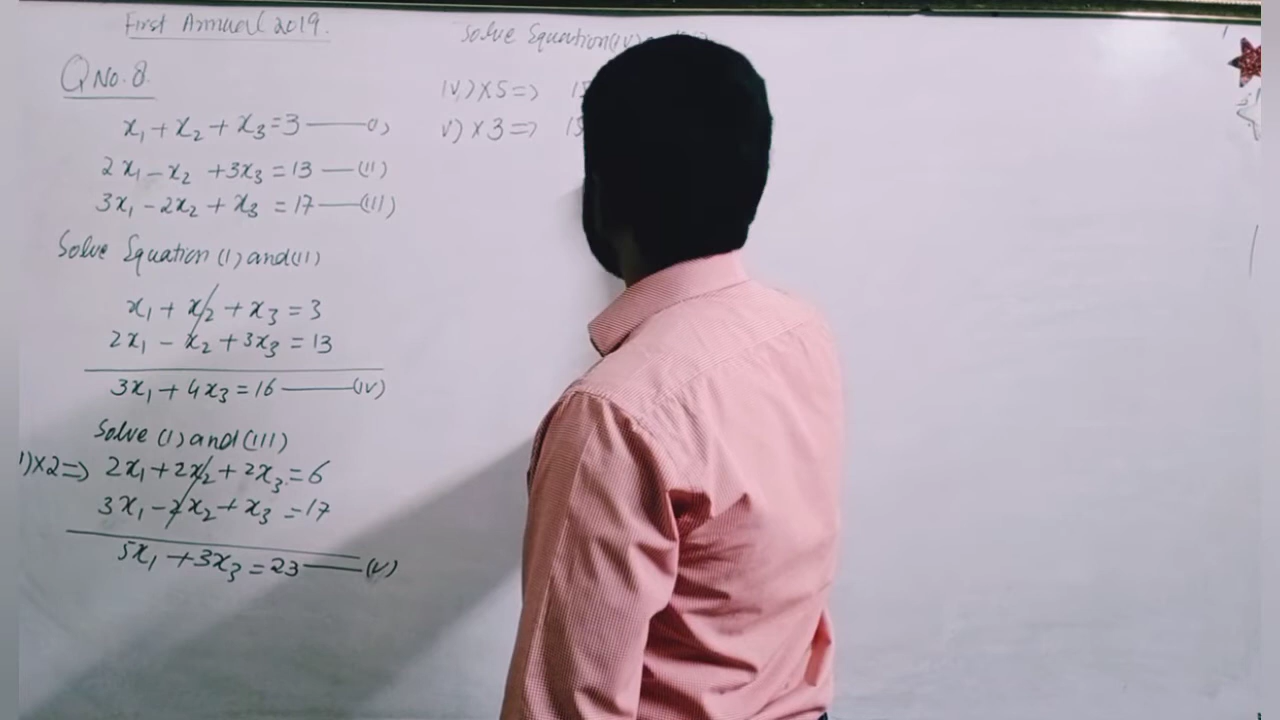 First Annual 2019.
Q No. 8.
x₁ + x₂ + x₃ = 3 —— (I)
2x₁ - x₂ + 3x₃ = 13 — (II)
3x₁ - 2x₂ + x₃ = 17 — (III)
Solve Equation (I) and (II)
x₁ + x₂ + x₃ = 3
2x₁ - x₂ + 3x₃ = 13
3x₁ + 4x₃ = 16 —— (IV)
Solve (I) and (III)
I) × 2 => 2x₁ + 2x₂ + 2x₃ = 6
3x₁ - 2x₂ + x₃ = 17
5x₁ + 3x₃ = 23 —— (V)
Solve Equation (IV)
IV) × 5 => 15
V) × 3 => 15